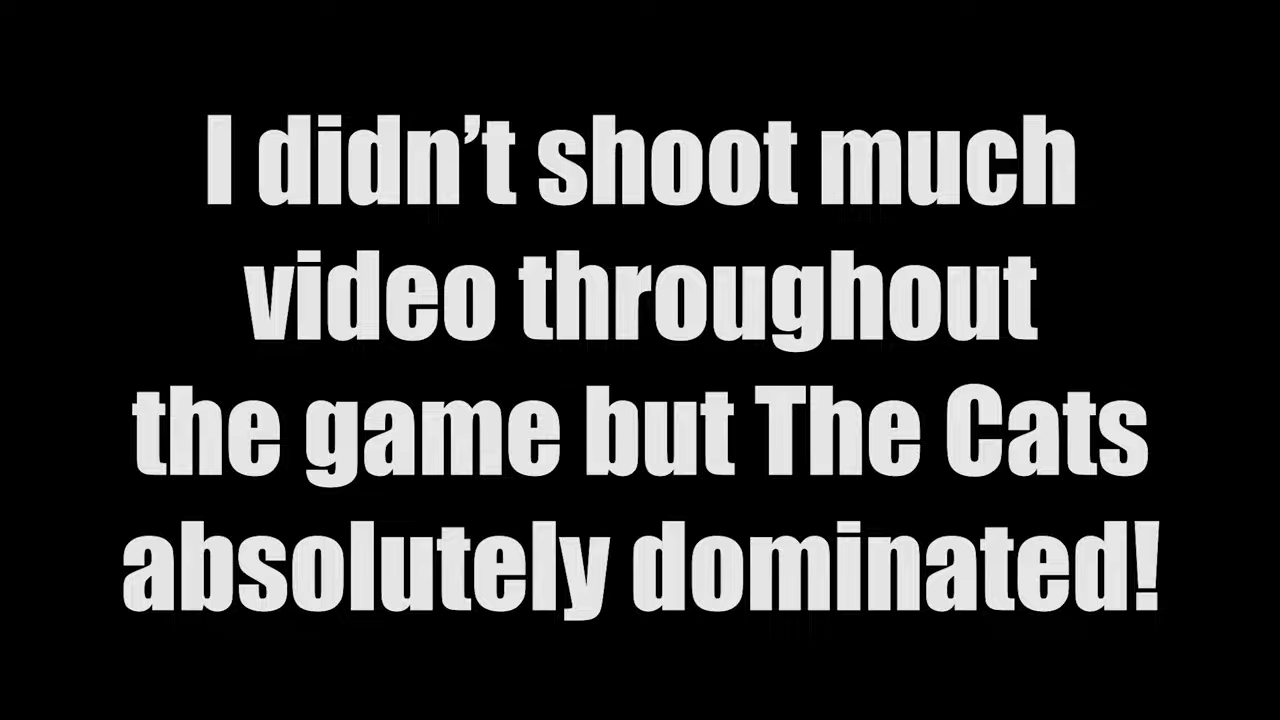 I didn’t shoot much
video throughout
the game but The Cats
absolutely dominated!